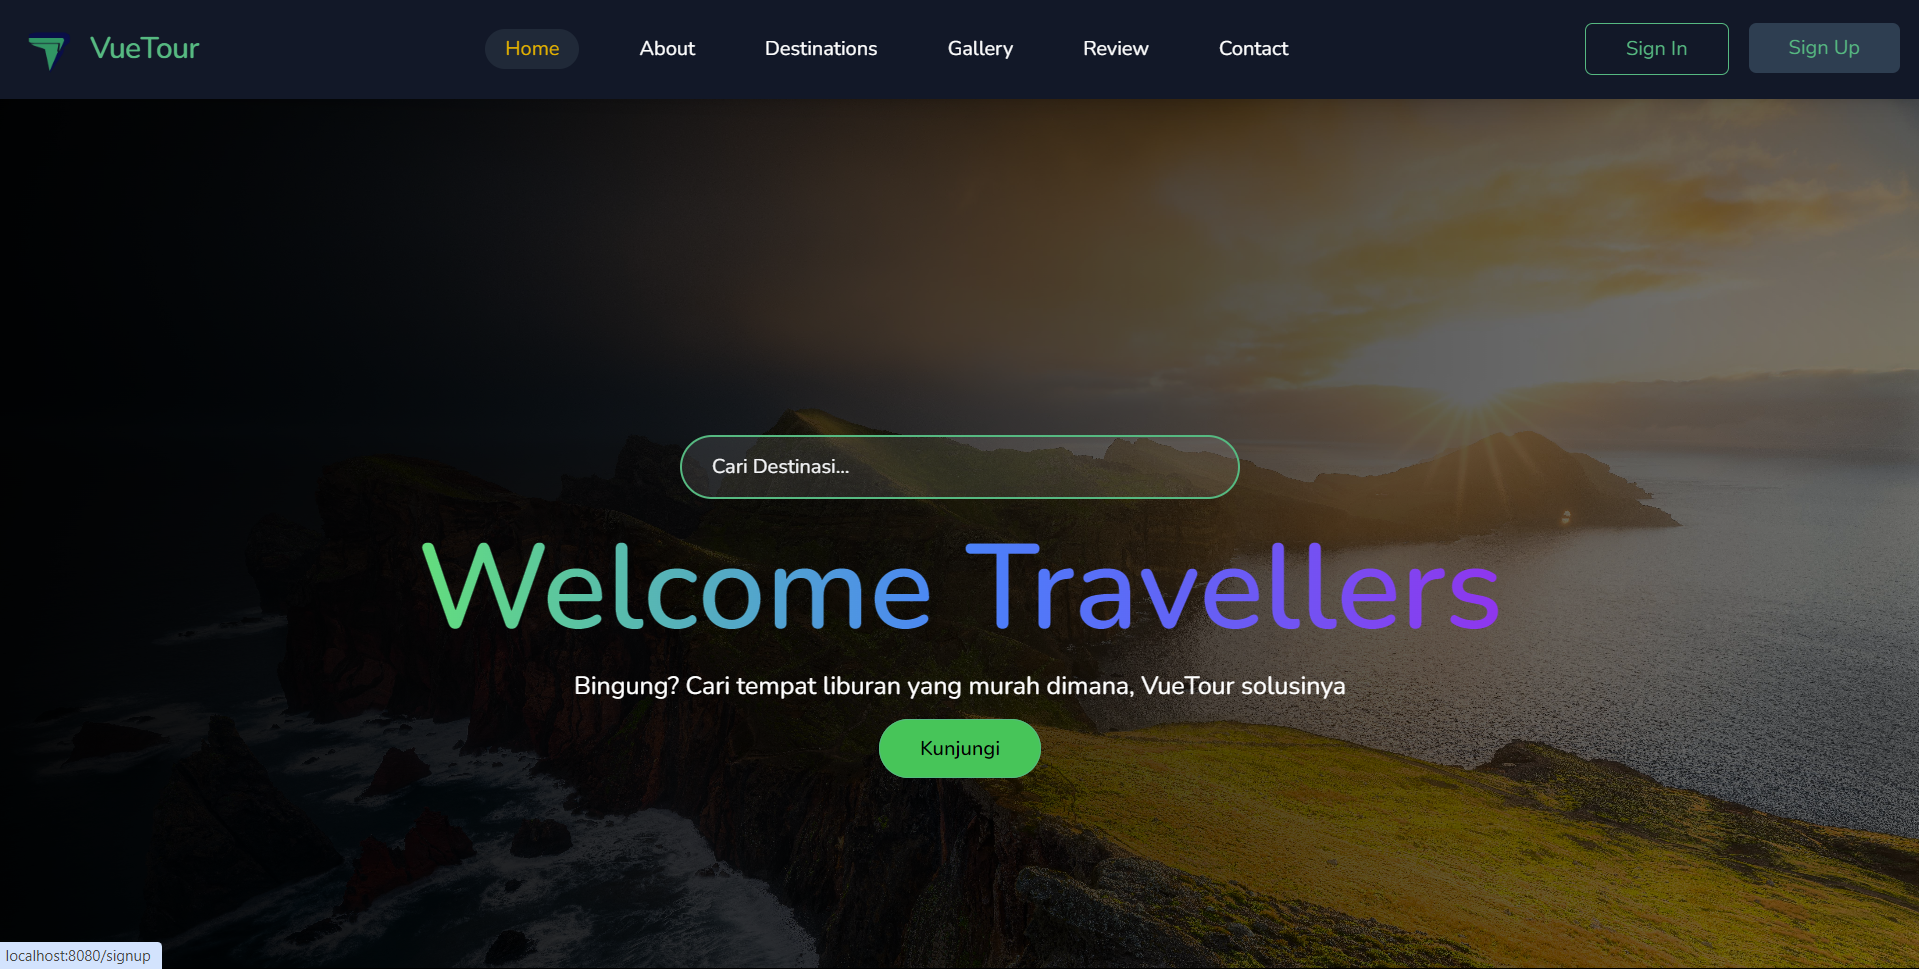 VueTour
Home About Destinations Gallery Review Contact
Sign In Sign Up
Cari Destinasi...
Welcome Travellers
Bingung? Cari tempat liburan yang murah dimana, VueTour solusinya
Kunjungi
localhost:8080/signup